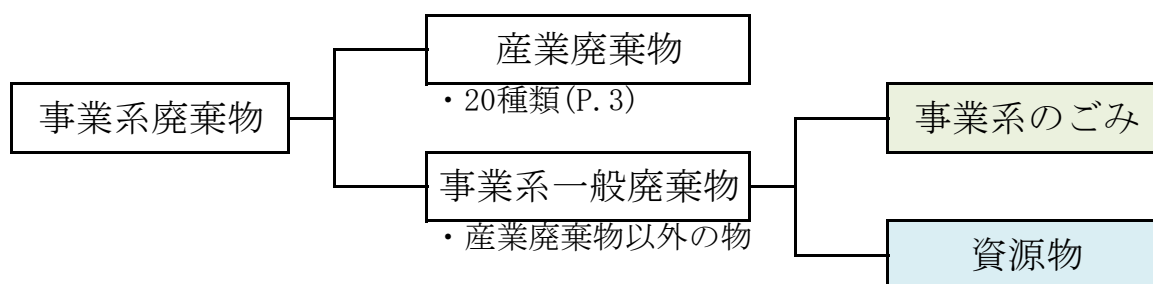 事業系廃棄物
産業廃棄物
・20種類(P.3)
事業系一般廃棄物
・産業廃棄物以外の物
事業系のごみ
資源物